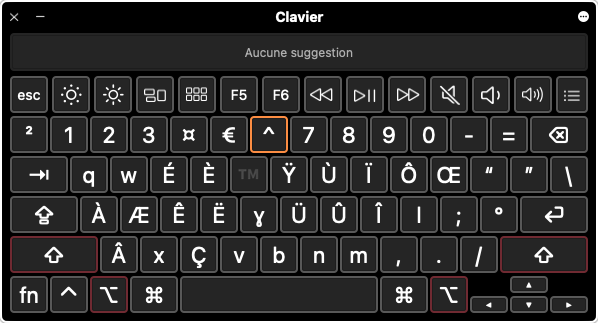 Clavier
Aucune suggestion
esc F5 F6
² 1 2 3 ¤ € ^ 7 8 9 0 - =
q w É È TM Ÿ Ù Ï Ô Œ “ ” \
À Æ Ê Ë ɣ Ü Û Î l ; °
 x Ç v b n m , . /
fn ^ ⌥ ⌘ ⌘ ⌥